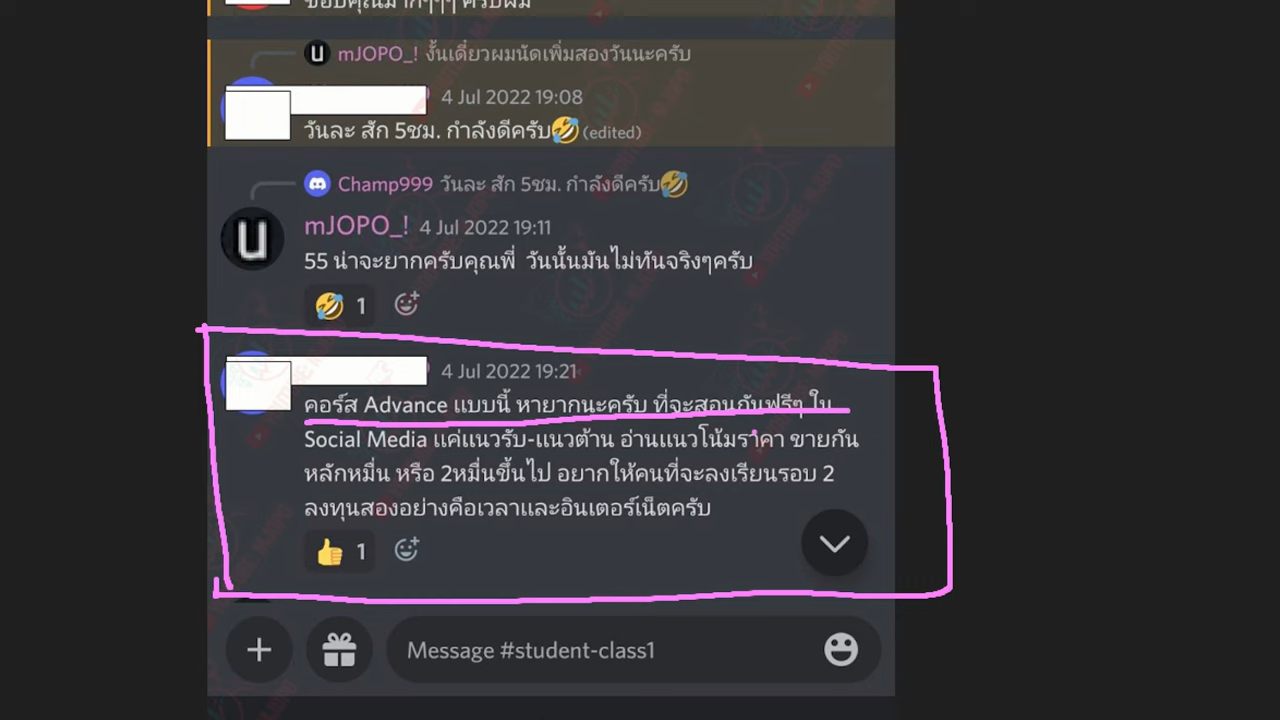 ขอบคุณมากๆๆๆ ครับผม
mJOPO_! งั้นเดี๋ยวผมนัดเพิ่มสองวันนะครับ
4 Jul 2022 19:08
วันละ สัก 5ชม. กำลังดีครับ🤣 (edited)
Champ999 วันละ สัก 5ชม. กำลังดีครับ🤣
mJOPO_! 4 Jul 2022 19:11
55 น่าจะยากครับคุณพี่ วันนั้นมันไม่ทันจริงๆครับ
🤣 1
4 Jul 2022 19:21
คอร์ส Advance แบบนี้ หายากนะครับ ที่จะสอนกันฟรีๆ ใน
Social Media แค่แนวรับ-แนวต้าน อ่านแนวโน้มราคา ขายกัน
หลักหมื่น หรือ 2หมื่นขึ้นไป อยากให้คนที่จะลงเรียนรอบ 2
ลงทุนสองอย่างคือเวลาและอินเตอร์เน็ตครับ
👍 1
Message #student-class1